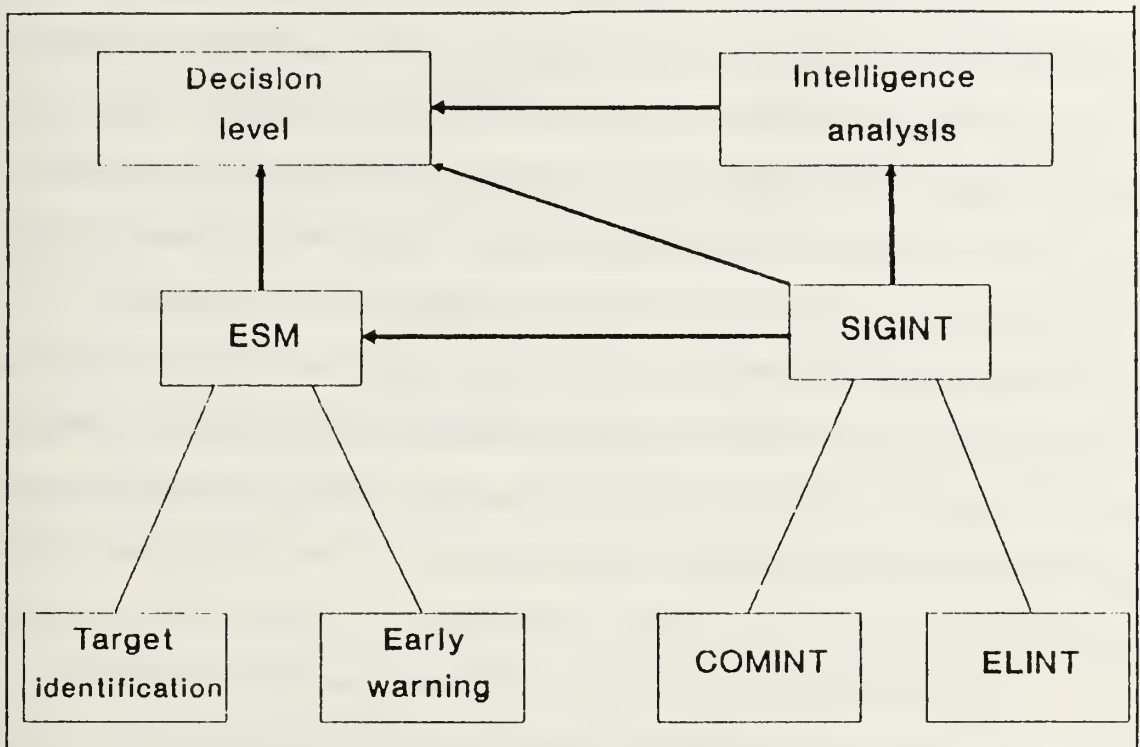 Decision
level
Intelligence
analysis
ESM
SIGINT
Target
identification
Early
warning
COMINT
ELINT